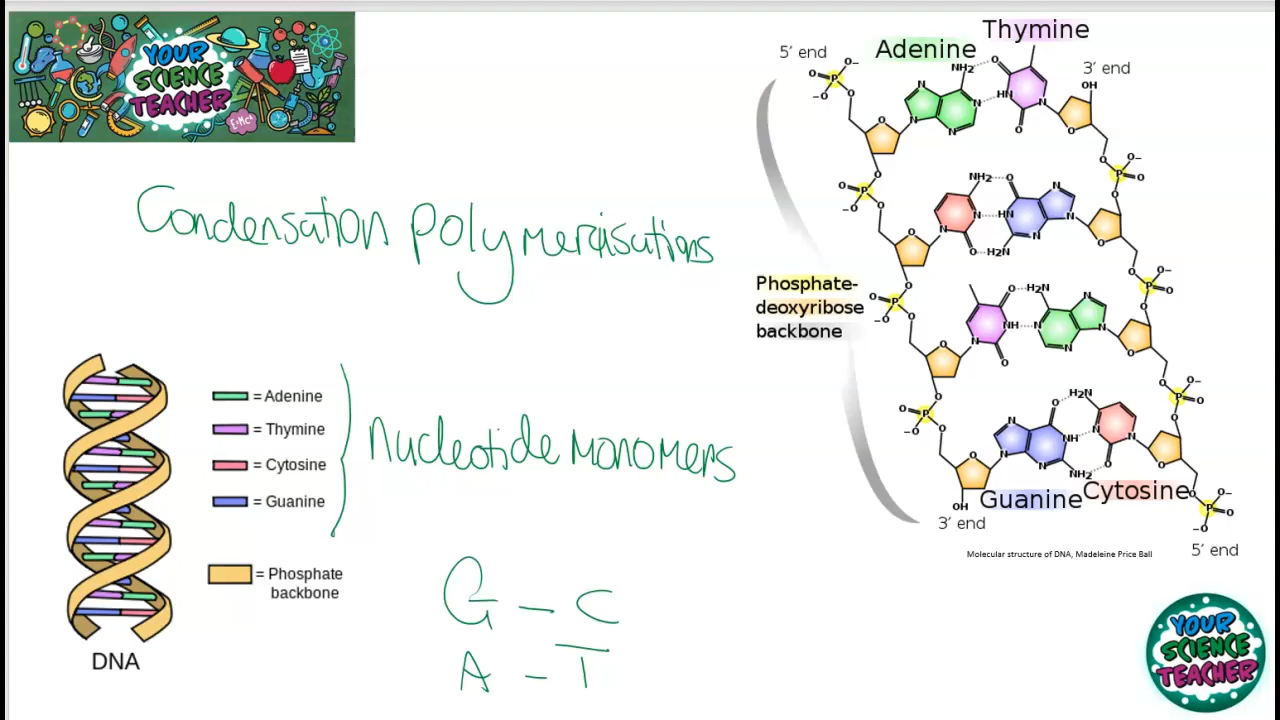 YOUR
SCIENCE
TEACHER
E=MC²
Condensation polymerisations
= Adenine
= Thymine
= Cytosine
= Guanine
nucleotide monomers
= Phosphate
backbone
DNA
G - C
A - T
5’ end
Adenine
Thymine
3’ end
Phosphate-
deoxyribose
backbone
Guanine
Cytosine
3’ end
5’ end
Molecular structure of DNA, Madeleine Price Ball
YOUR
SCIENCE
TEACHER